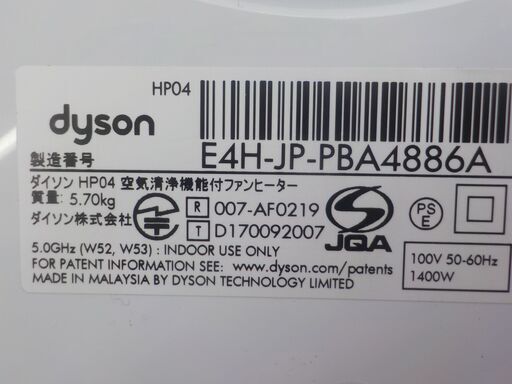 HP04
dyson
製造番号
E4H-JP-PBA4886A
ダイソン HP04 空気清浄機能付ファンヒーター
質量: 5.70kg
ダイソン株式会社
R 007-AF0219
T D170092007
S
JQA
PS
E
5.0GHz (W52, W53) : INDOOR USE ONLY
FOR PATENT INFORMATION SEE: www.dyson.com/patents
MADE IN MALAYSIA BY DYSON TECHNOLOGY LIMITED
100V 50-60Hz
1400W